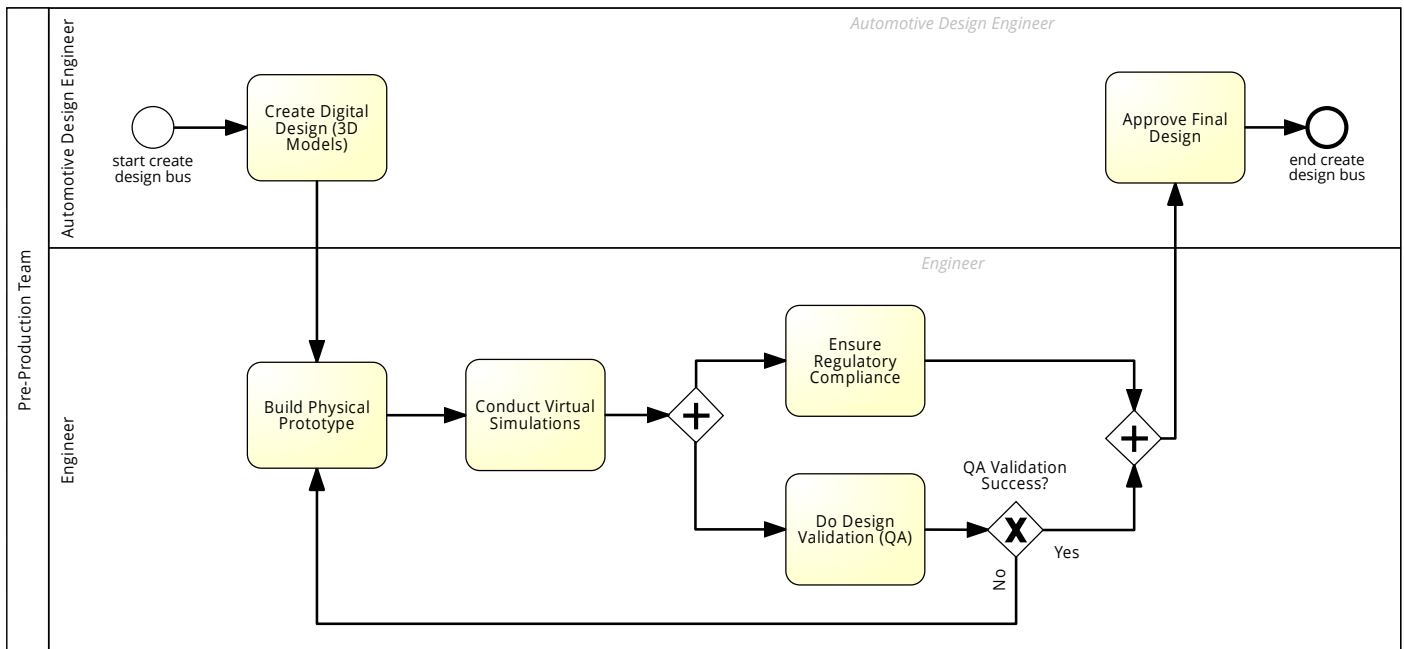 Pre-Production Team
Automotive Design Engineer
Automotive Design Engineer
start create
design bus
Create Digital
Design (3D
Models)
Approve Final
Design
end create
design bus
Engineer
Engineer
Build Physical
Prototype
Conduct Virtual
Simulations
Ensure
Regulatory
Compliance
Do Design
Validation (QA)
QA Validation
Success?
Yes
No